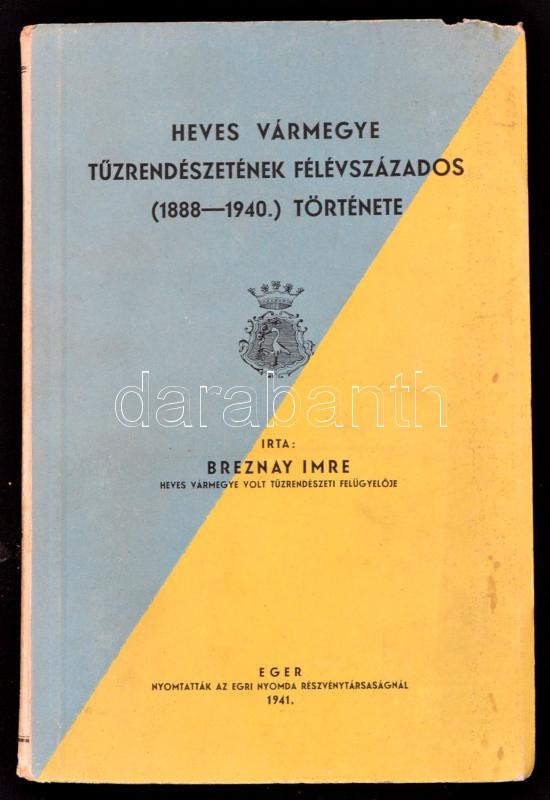 HEVES VÁRMEGYE
TŰZRENDÉSZETÉNEK FÉLÉVSZÁZADOS
(1888—1940.) TÖRTÉNETE
darabanth
IRTA:
BREZNAY IMRE
HEVES VÁRMEGYE VOLT TŰZRENDÉSZETI FELÜGYELŐJE
EGER
NYOMTATTÁK AZ EGRI NYOMDA RÉSZVÉNYTÁRSASÁGNÁL
1941.